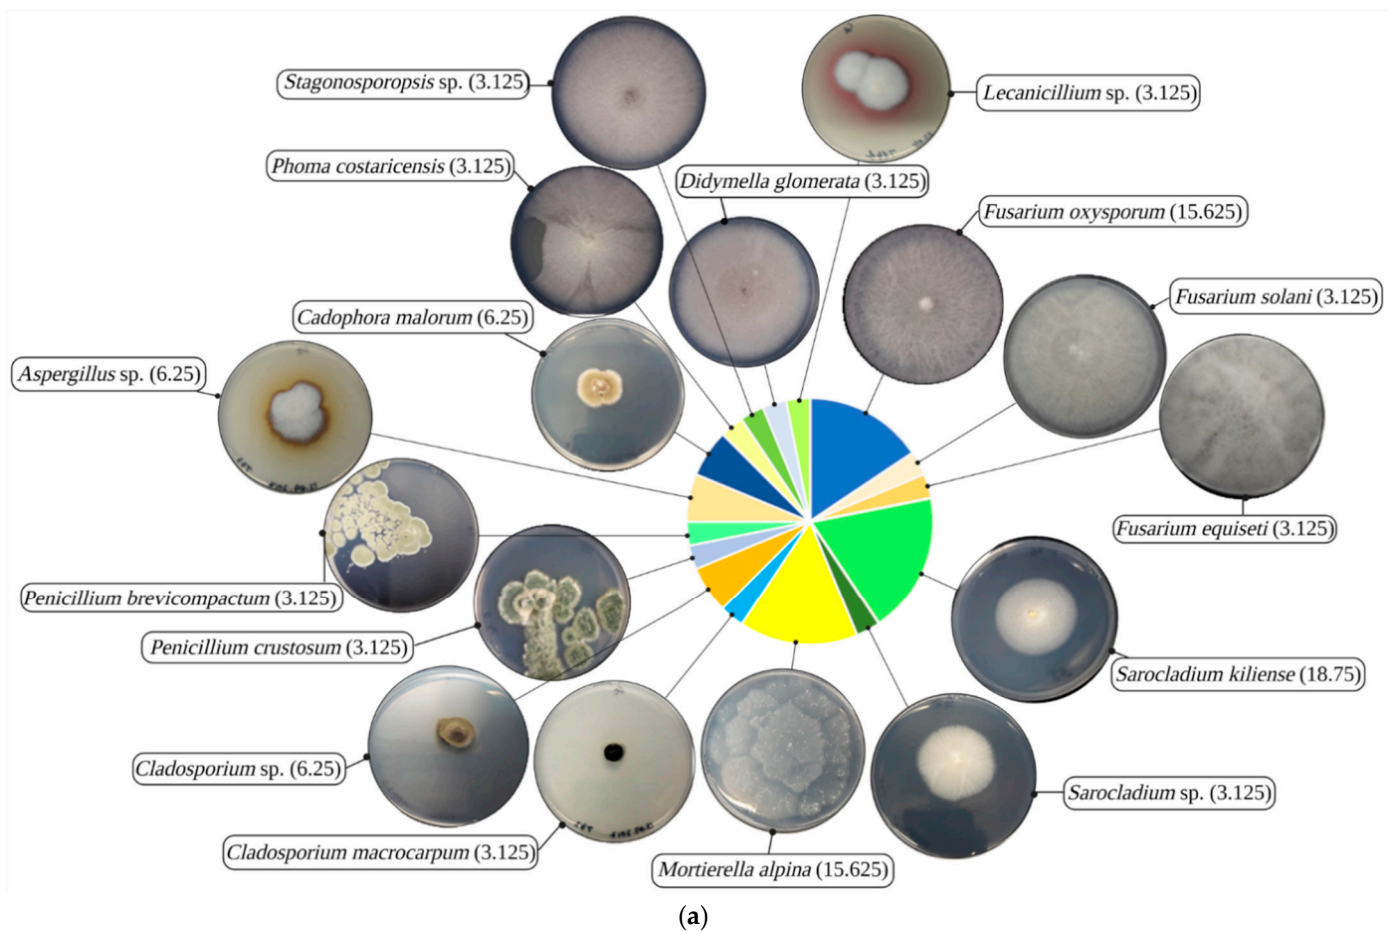 Stagonosporopsis sp. (3.125)
Lecanicillium sp. (3.125)
Phoma costaricensis (3.125)
Didymella glomerata (3.125)
Fusarium oxysporum (15.625)
Fusarium solani (3.125)
Cadophora malorum (6.25)
Aspergillus sp. (6.25)
Fusarium equiseti (3.125)
Penicillium brevicompactum (3.125)
Penicillium crustosum (3.125)
Sarocladium kiliense (18.75)
Cladosporium sp. (6.25)
Sarocladium sp. (3.125)
Cladosporium macrocarpum (3.125)
Mortierella alpina (15.625)
(a)